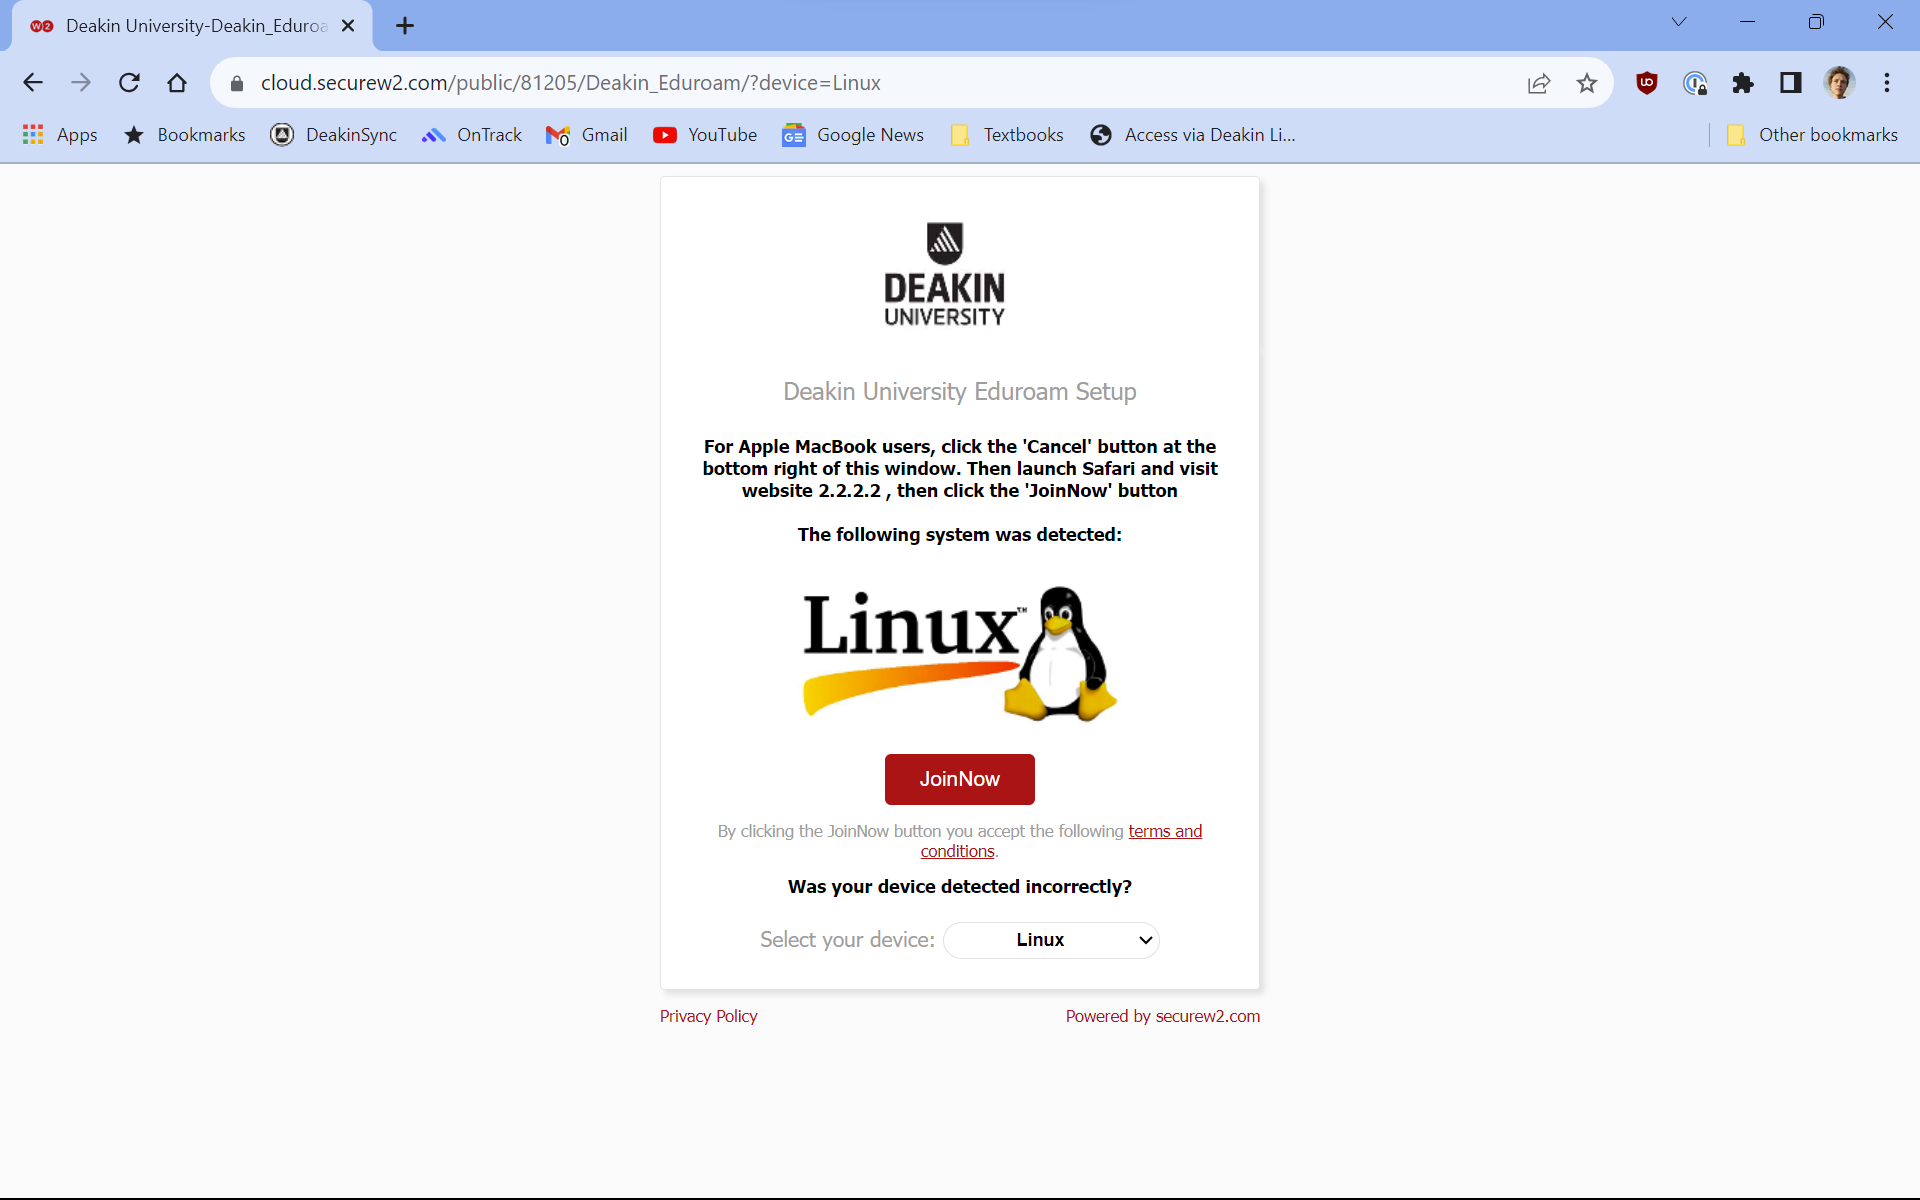 Deakin University-Deakin_Eduroa
cloud.securew2.com/public/81205/Deakin_Eduroam/?device=Linux
Apps Bookmarks DeakinSync OnTrack Gmail YouTube Google News Textbooks Access via Deakin Li... Other bookmarks
DEAKIN
UNIVERSITY
Deakin University Eduroam Setup
For Apple MacBook users, click the 'Cancel' button at the
bottom right of this window. Then launch Safari and visit
website 2.2.2.2 , then click the 'JoinNow' button
The following system was detected:
Linux™
JoinNow
By clicking the JoinNow button you accept the following terms and
conditions.
Was your device detected incorrectly?
Select your device: Linux
Privacy Policy Powered by securew2.com